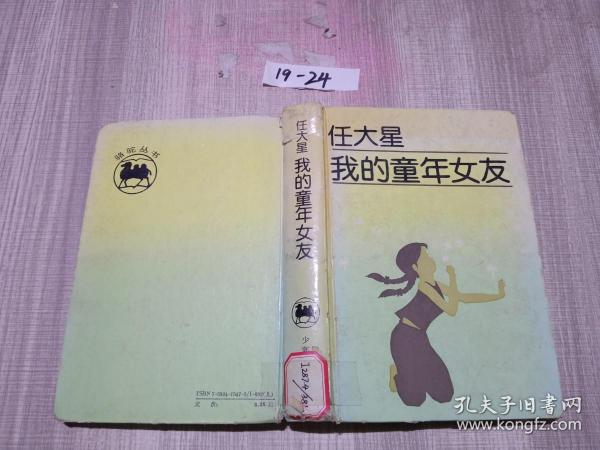 19-24
骆驼丛书
任大星
我的童年女友
任大星
我的童年女友
少
孔夫子旧书网
www.kongfz.com